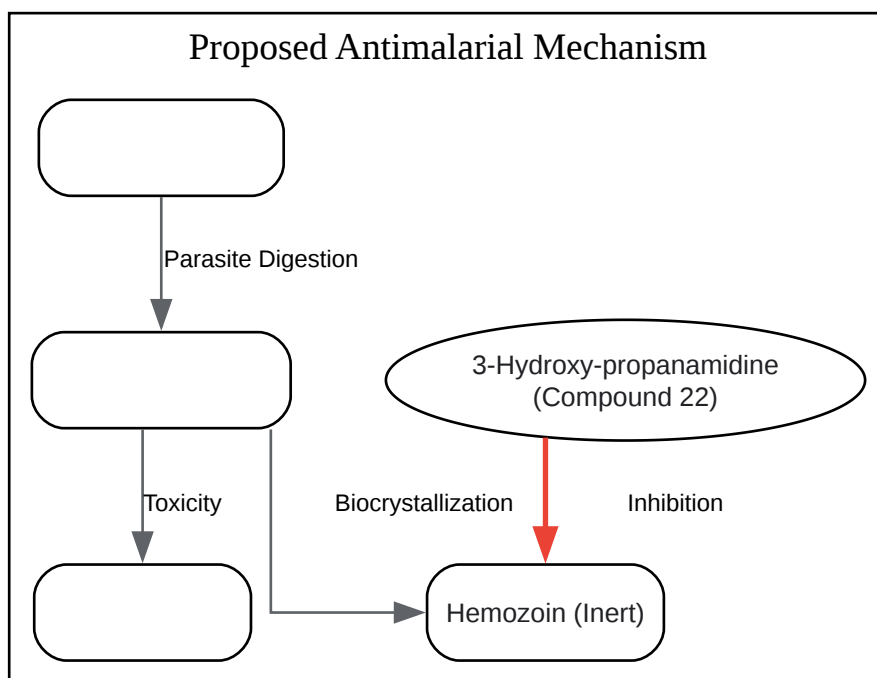 Proposed Antimalarial Mechanism
Parasite Digestion
3-Hydroxy-propanamidine
(Compound 22)
Toxicity
Biocrystallization
Inhibition
Hemozoin (Inert)